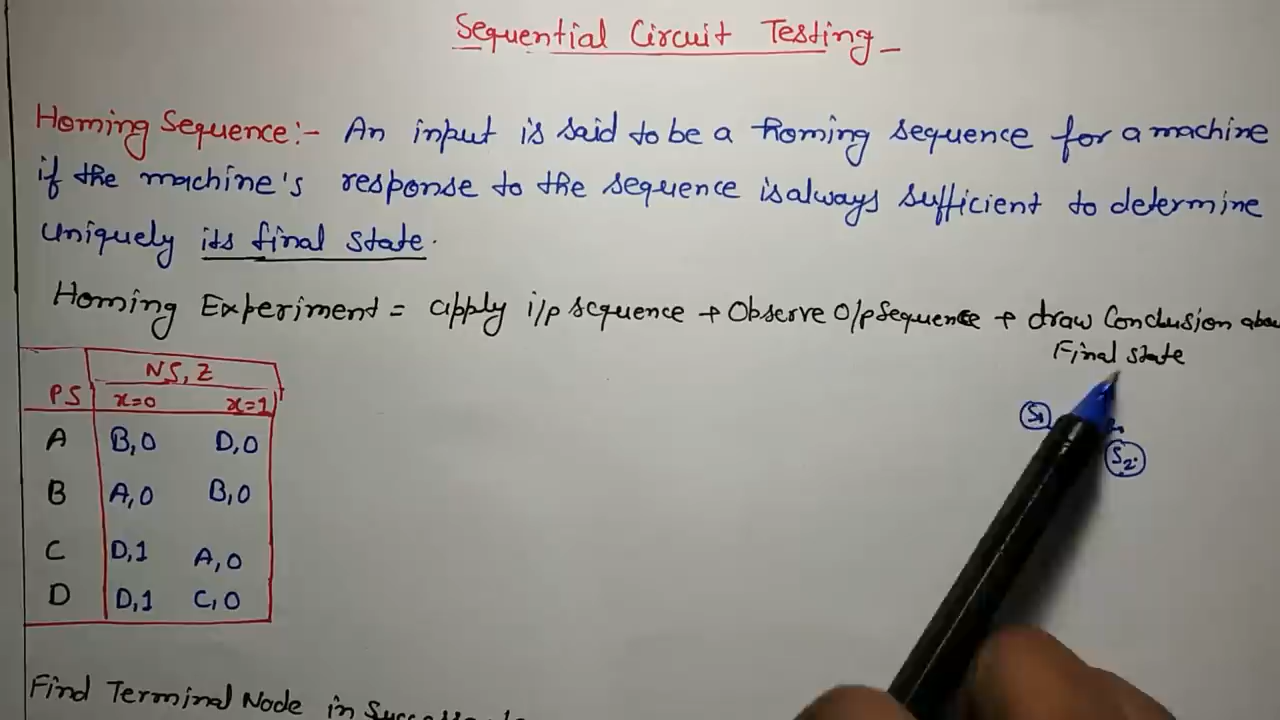 Sequential Circuit Testing
Homing Sequence:- An input is said to be a Homing sequence for a machine
if the machine's response to the sequence is always sufficient to determine
uniquely its final state.
Homing Experiment = apply i/p sequence + Observe O/p Sequence + draw Conclusion
Final state
NS, Z
PS x=0 x=1
A B,0 D,0
B A,0 B,0
C D,1 A,0
D D,1 C,0
S1
S2
Find Terminal Node in